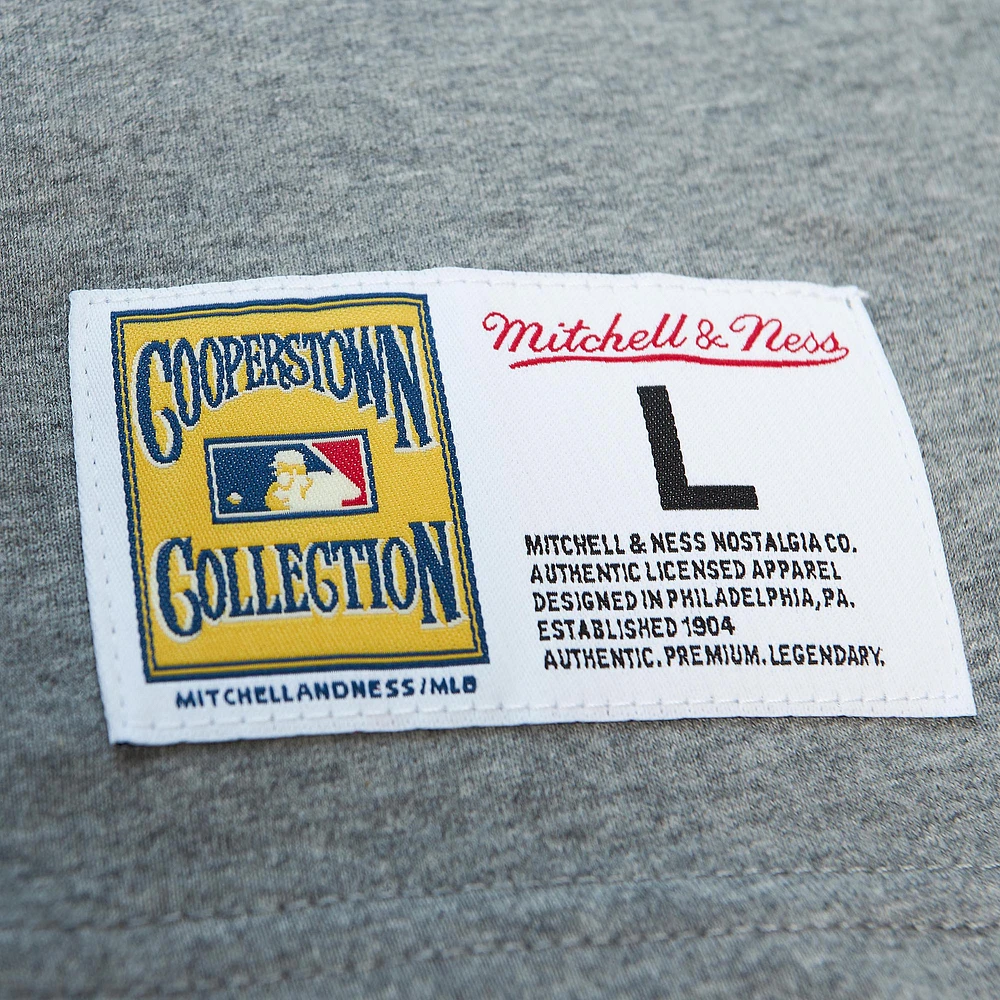 COOPERSTOWN
COLLECTION
MITCHELLANDNESS/MLB
Mitchell & Ness
L
MITCHELL & NESS NOSTALGIA CO.
AUTHENTIC LICENSED APPAREL
DESIGNED IN PHILADELPHIA, PA.
ESTABLISHED 1904
AUTHENTIC. PREMIUM. LEGENDARY.